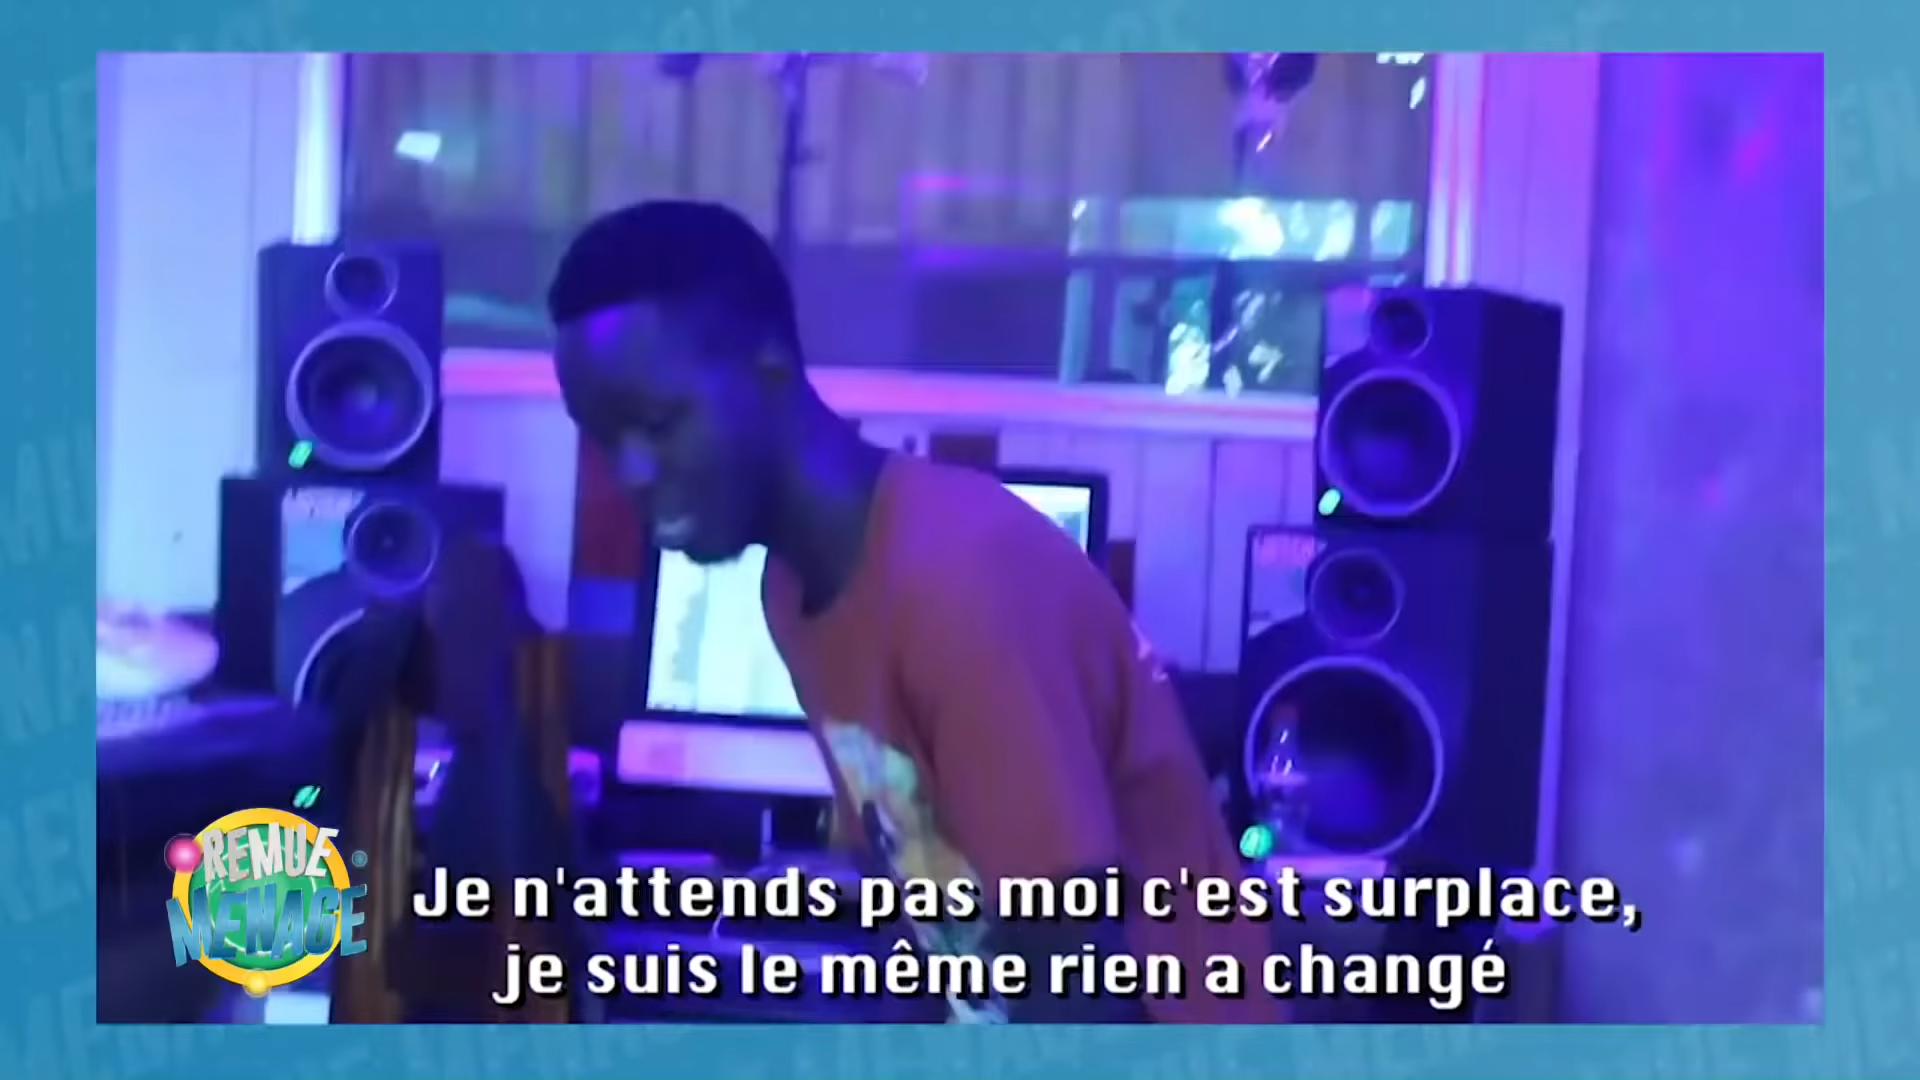 REMUE
MENAGE
Je n'attends pas moi c'est surplace,
je suis le même rien a changé